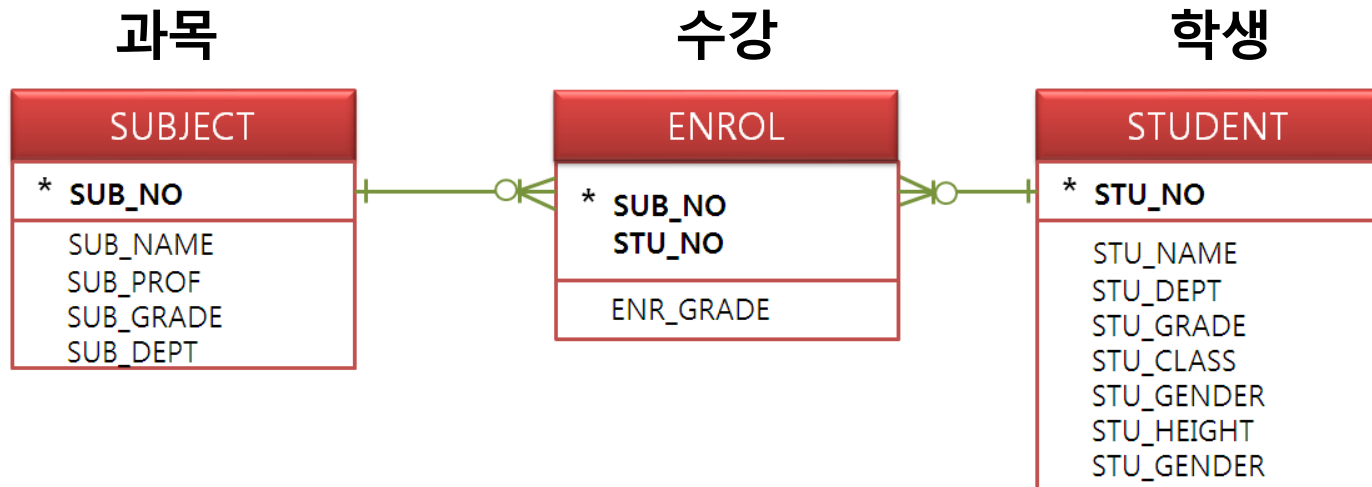 과목
수강
학생
SUBJECT
* SUB_NO
SUB_NAME
SUB_PROF
SUB_GRADE
SUB_DEPT
ENROL
* SUB_NO
STU_NO
ENR_GRADE
STUDENT
* STU_NO
STU_NAME
STU_DEPT
STU_GRADE
STU_CLASS
STU_GENDER
STU_HEIGHT
STU_GENDER